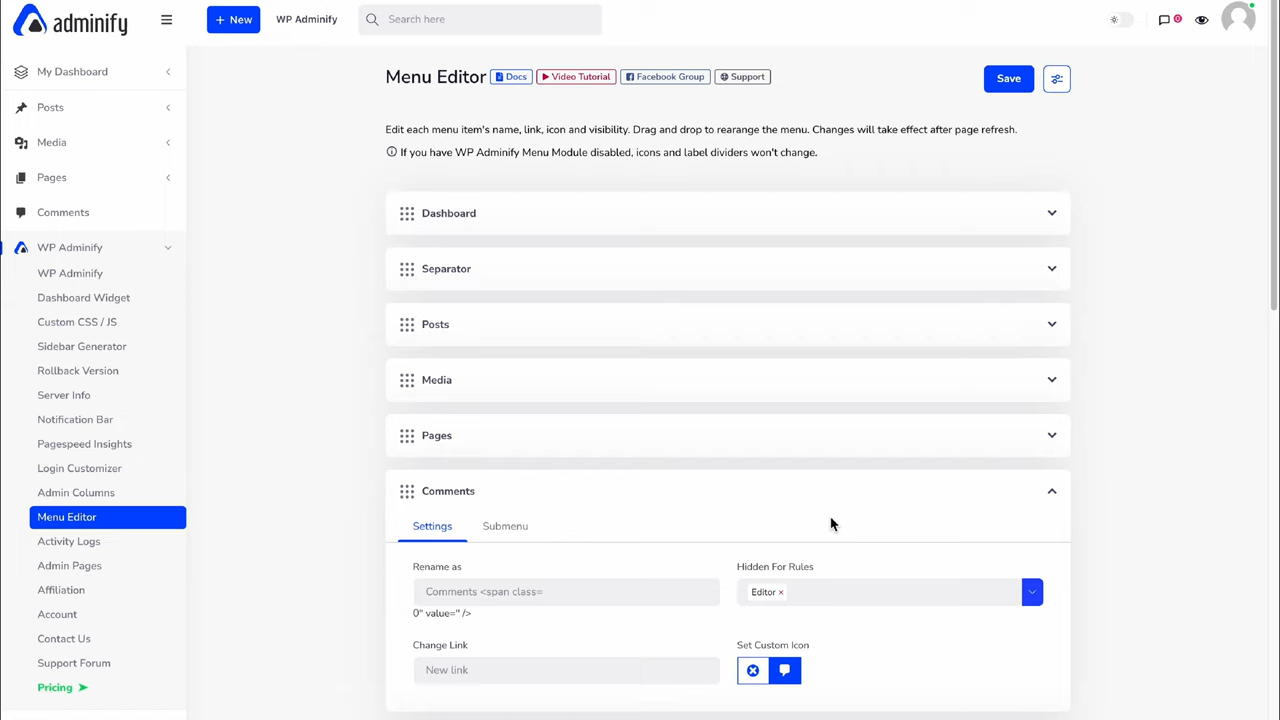 adminify
+ New
WP Adminify
Search here
0
My Dashboard
Posts
Media
Pages
Comments
WP Adminify
WP Adminify
Dashboard Widget
Custom CSS / JS
Sidebar Generator
Rollback Version
Server Info
Notification Bar
Pagespeed Insights
Login Customizer
Admin Columns
Menu Editor
Activity Logs
Admin Pages
Affiliation
Account
Contact Us
Support Forum
Pricing ➤
Menu Editor
Docs
Video Tutorial
Facebook Group
Support
Save
Edit each menu item's name, link, icon and visibility. Drag and drop to rearrange the menu. Changes will take effect after page refresh.
If you have WP Adminify Menu Module disabled, icons and label dividers won't change.
Dashboard
Separator
Posts
Media
Pages
Comments
Settings
Submenu
Rename as
Comments <span class=
0" value='' />
Hidden For Rules
Editor ×
Change Link
New link
Set Custom Icon